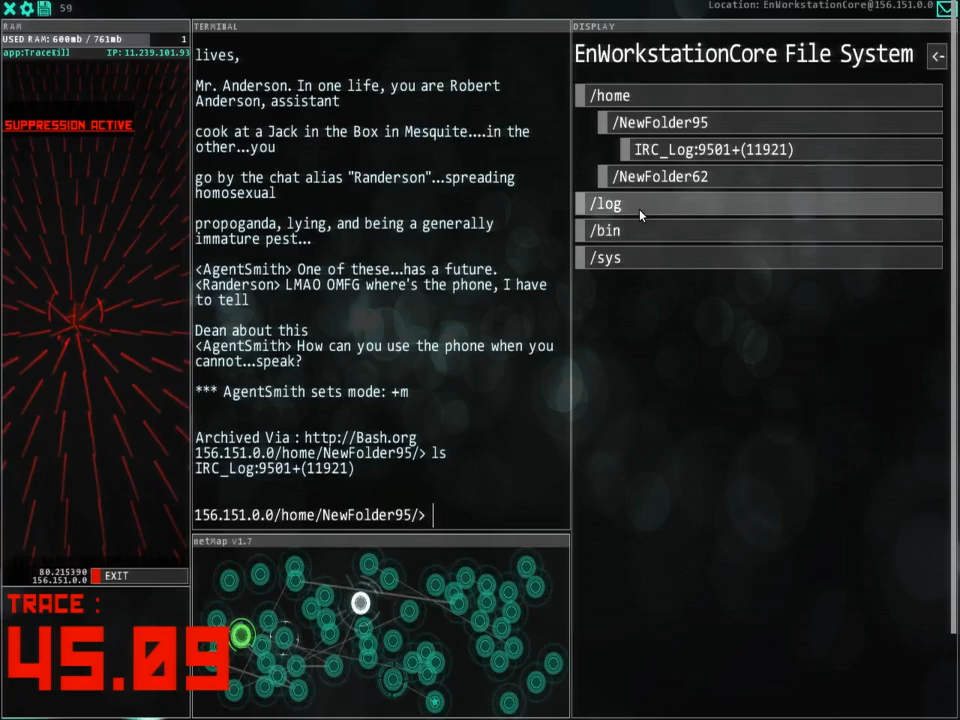 59
Location: EnWorkstationCore@156.151.0.0
RAM
USED RAM: 600mb / 761mb 1
app:TraceKill IP: 11.239.101.93
SUPPRESSION ACTIVE
80.215390
156.151.0.0
EXIT
TRACE :
45.09
TERMINAL
lives,
Mr. Anderson. In one life, you are Robert
Anderson, assistant
cook at a Jack in the Box in Mesquite....in the
other...you
go by the chat alias "Randerson"...spreading
homosexual
propaganda, lying, and being a generally
immature pest...
<AgentSmith> One of these...has a future.
<Randerson> LMAO OMFG where's the phone, I have
to tell
Dean about this
<AgentSmith> How can you use the phone when you
cannot...speak?
*** AgentSmith sets mode: +m
Archived Via : http://Bash.org
156.151.0.0/home/NewFolder95/> ls
IRC_Log:9501+(11921)
156.151.0.0/home/NewFolder95/>
netMap v1.7
DISPLAY
EnWorkstationCore File System
<-
/home
/NewFolder95
IRC_Log:9501+(11921)
/NewFolder62
/log
/bin
/sys